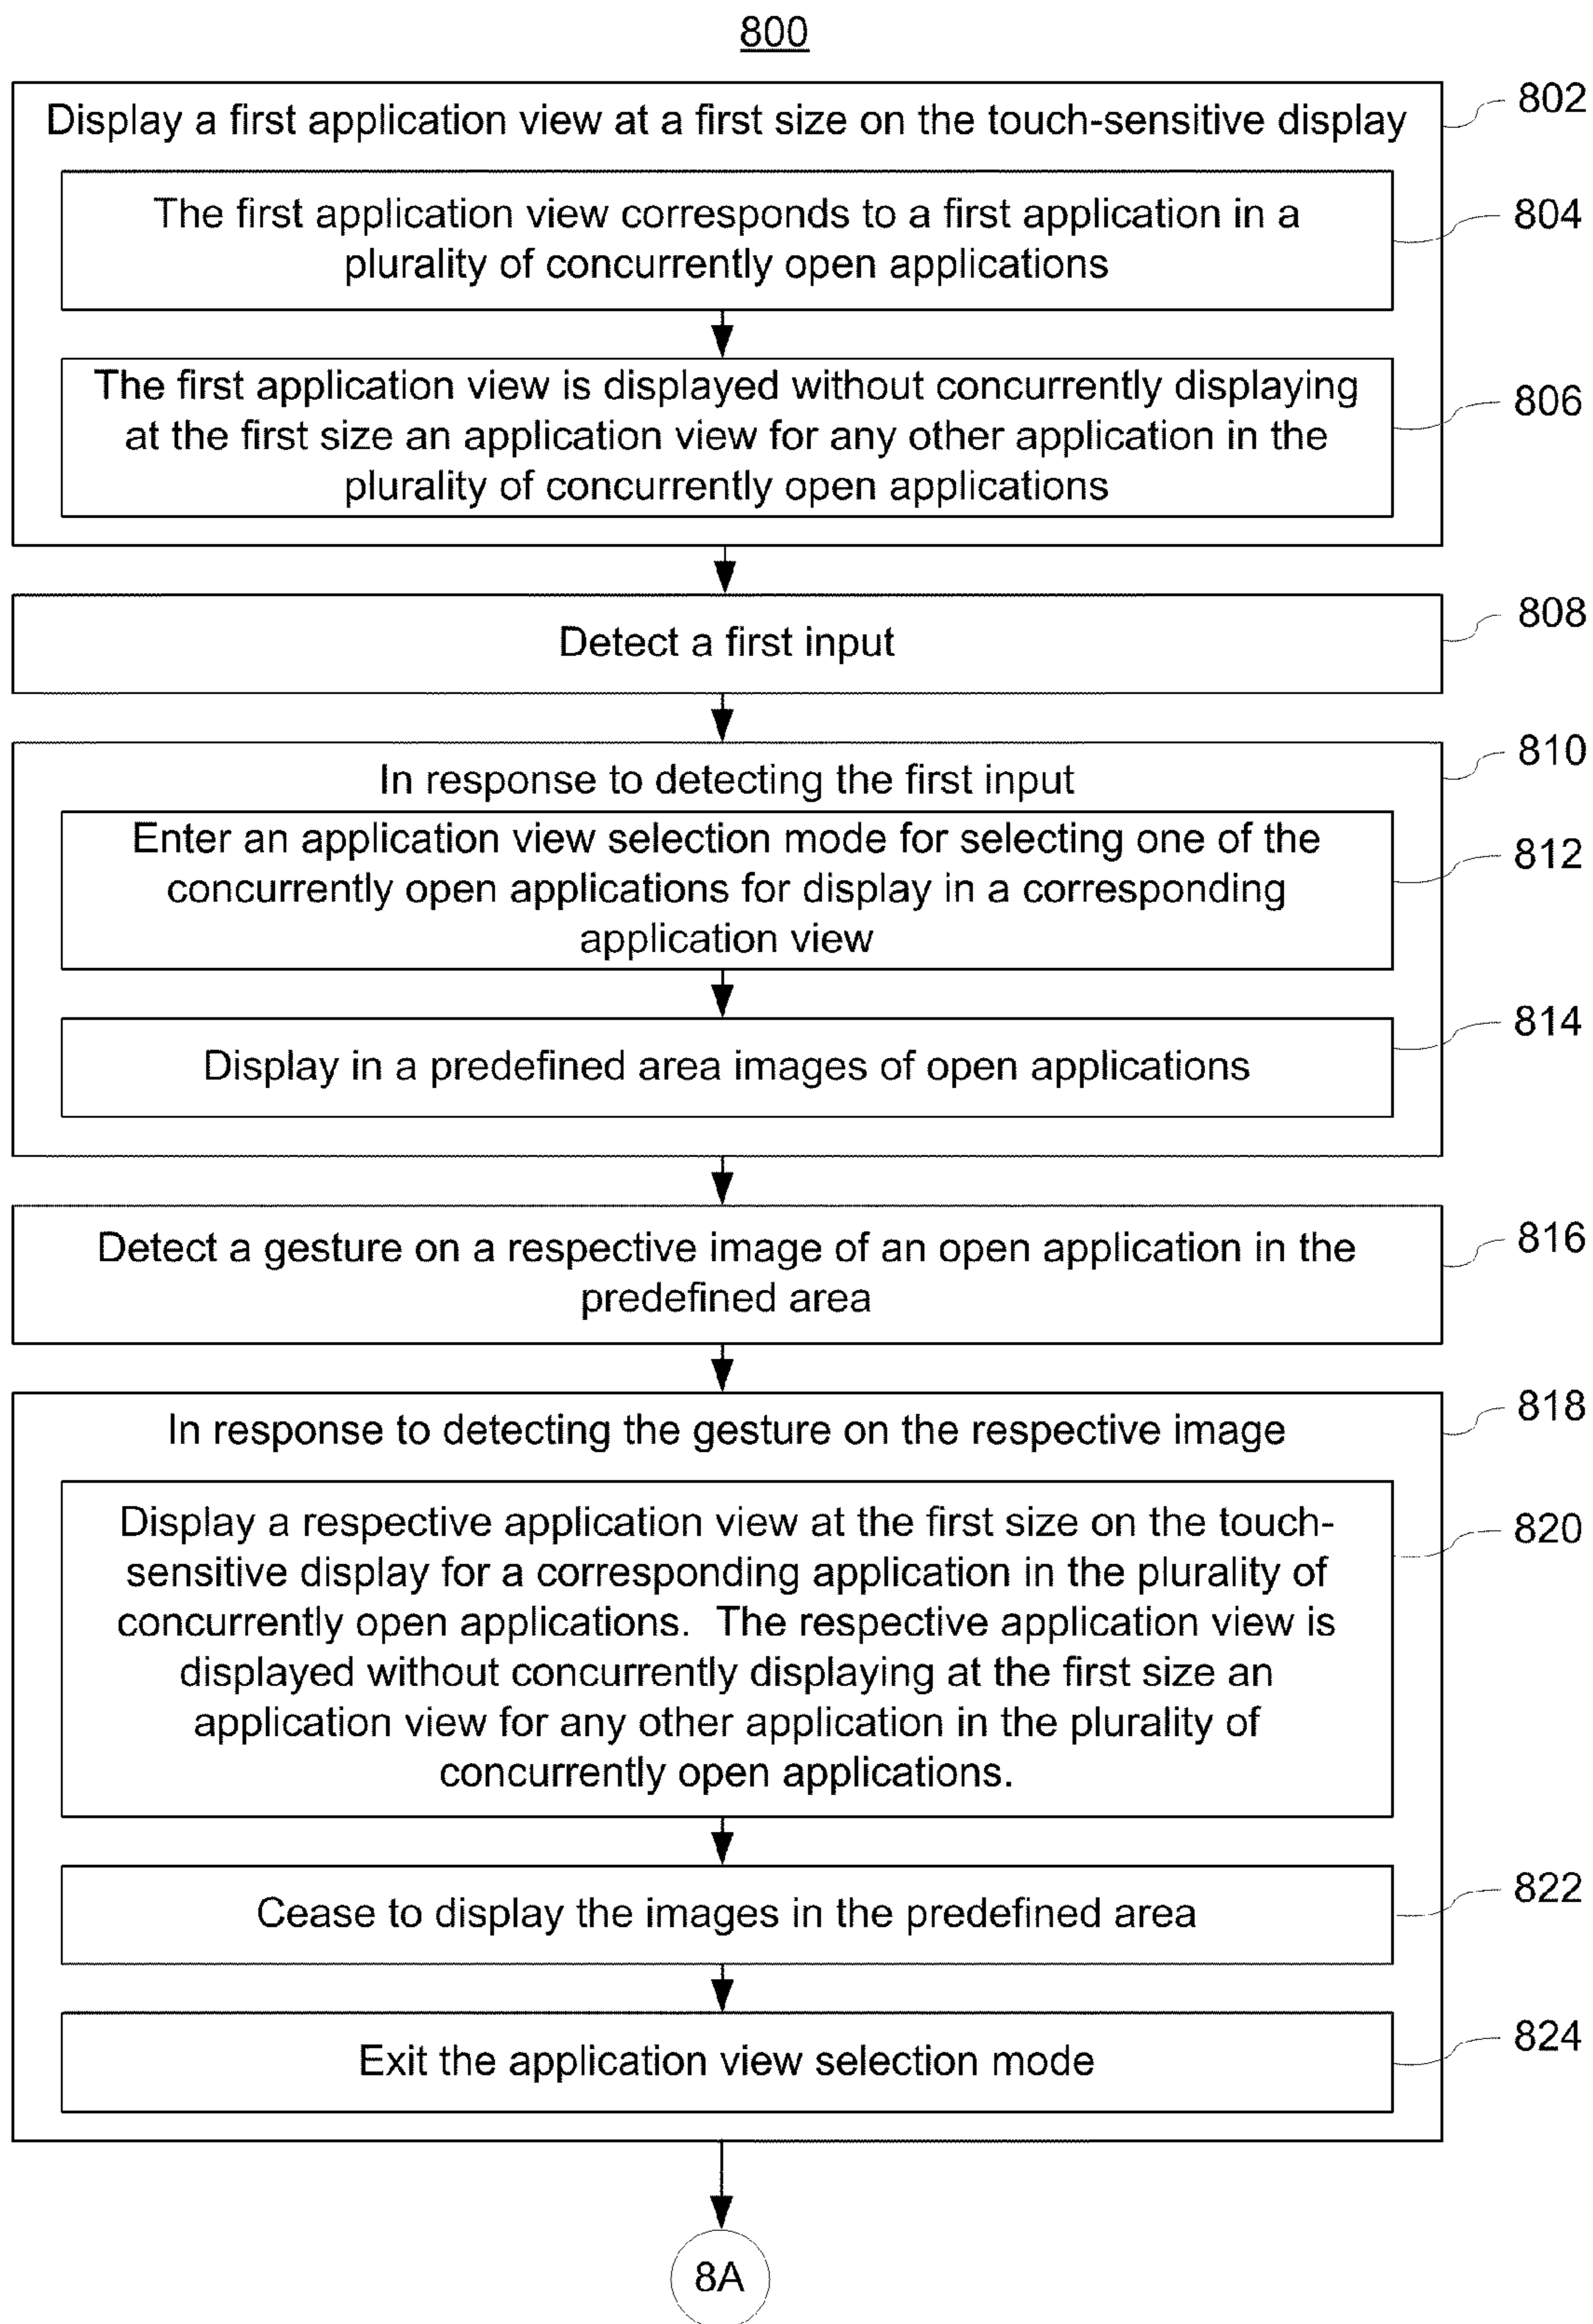 800
Display a first application view at a first size on the touch-sensitive display
802
The first application view corresponds to a first application in a
plurality of concurrently open applications
804
The first application view is displayed without concurrently displaying
at the first size an application view for any other application in the
plurality of concurrently open applications
806
Detect a first input
808
In response to detecting the first input
810
Enter an application view selection mode for selecting one of the
concurrently open applications for display in a corresponding
application view
812
Display in a predefined area images of open applications
814
Detect a gesture on a respective image of an open application in the
predefined area
816
In response to detecting the gesture on the respective image
818
Display a respective application view at the first size on the touch-
sensitive display for a corresponding application in the plurality of
concurrently open applications.  The respective application view is
displayed without concurrently displaying at the first size an
application view for any other application in the plurality of
concurrently open applications.
820
Cease to display the images in the predefined area
822
Exit the application view selection mode
824
8A